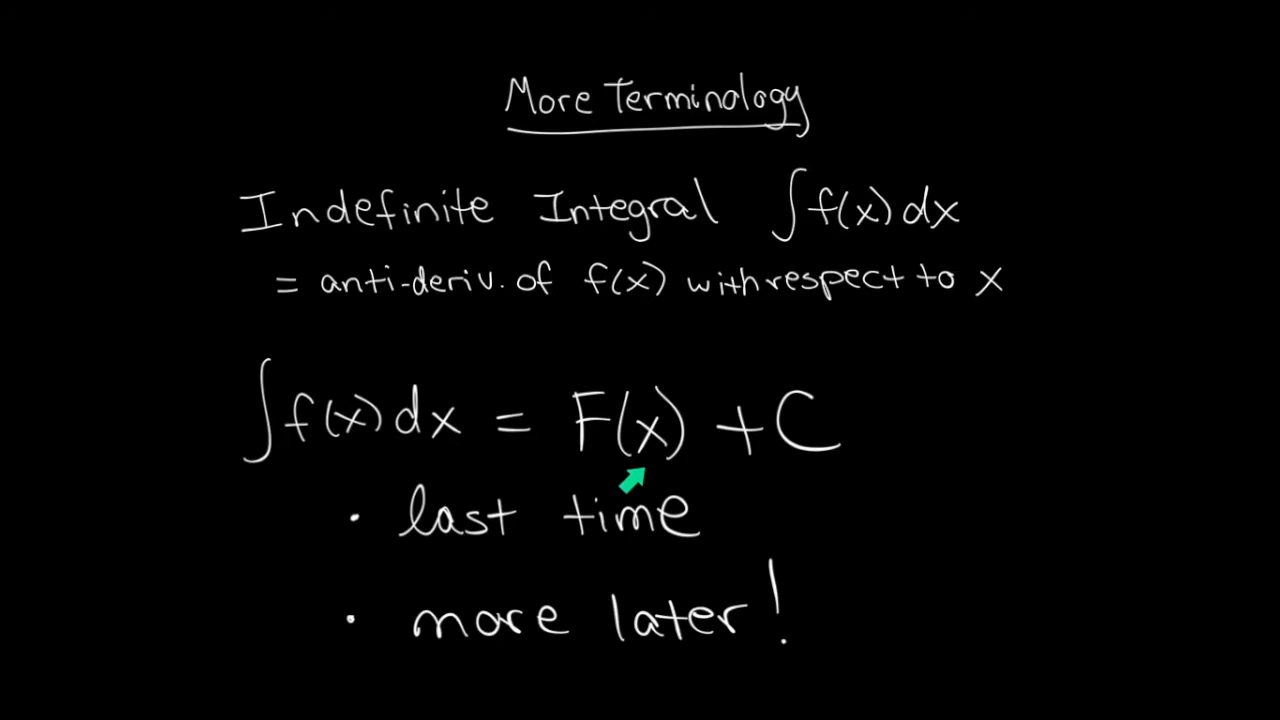 More Terminology
Indefinite Integral ∫f(x)dx
= anti-deriv. of f(x) with respect to x
∫f(x)dx = F(x) + C
· last time
· more later!